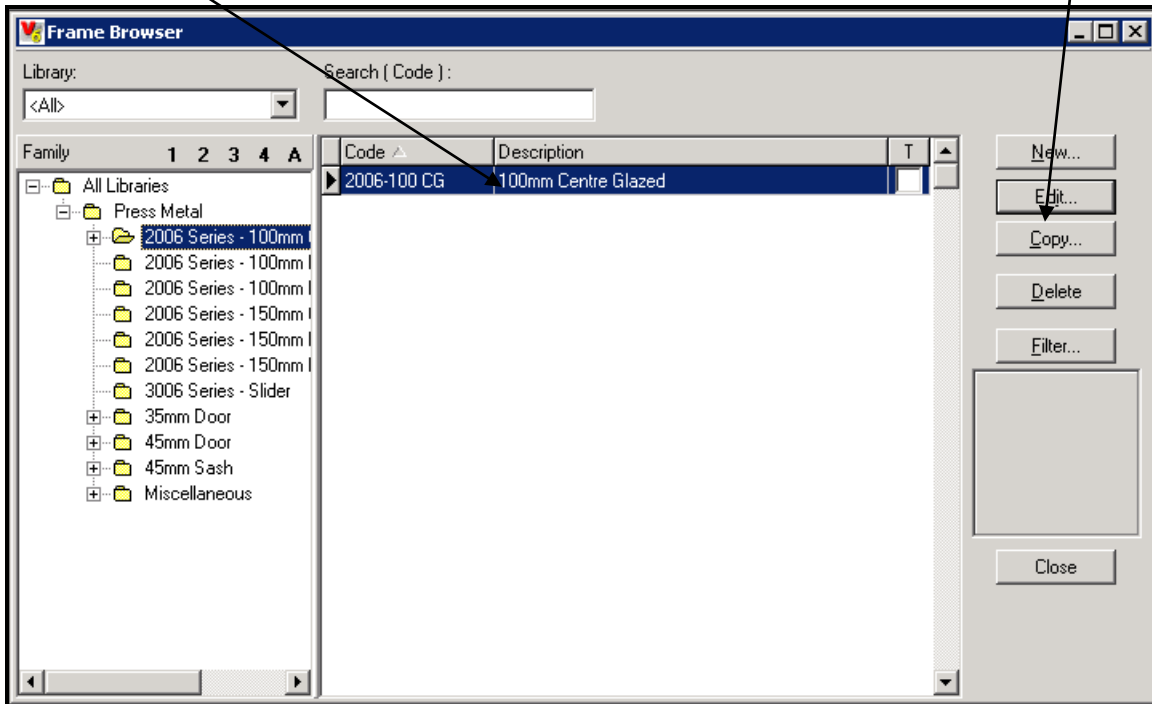 Frame Browser
Library:
Search ( Code ) :
<All>
Family 1 2 3 4 A
Code Description T
2006-100 CG 100mm Centre Glazed
All Libraries
Press Metal
2006 Series - 100mm
2006 Series - 100mm
2006 Series - 100mm
2006 Series - 150mm
2006 Series - 150mm
2006 Series - 150mm
3006 Series - Slider
35mm Door
45mm Door
45mm Sash
Miscellaneous
New...
Edit...
Copy...
Delete
Filter...
Close